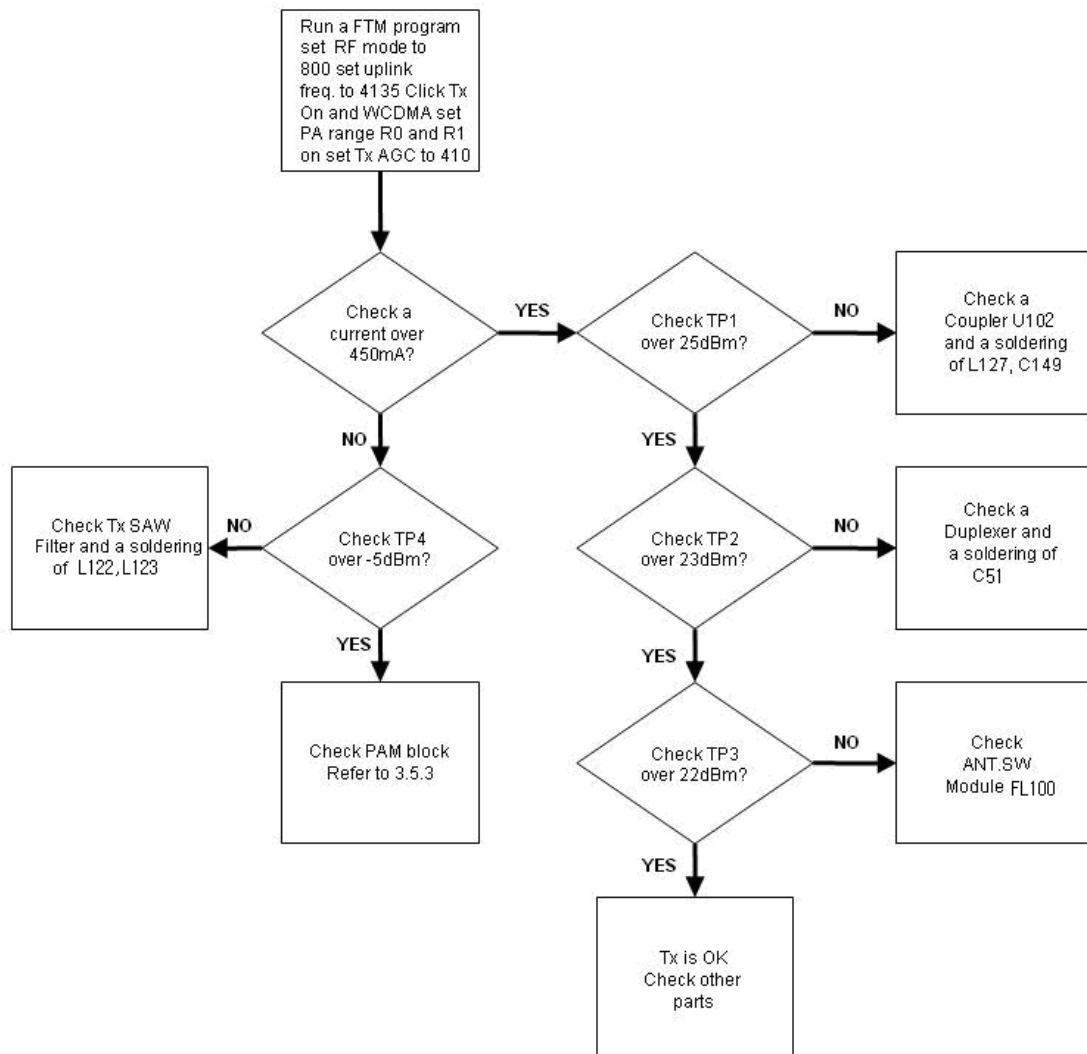 Run a FTM program
set RF mode to
800 set uplink
freq. to 4135 Click Tx
On and WCDMA set
PA range R0 and R1
on set Tx AGC to 410
Check a
current over
450mA?
YES
Check TP1
over 25dBm?
NO
Check a
Coupler U102
and a soldering
of L127, C149
NO
YES
Check Tx SAW
Filter and a soldering
of L122,L123
NO
Check TP4
over -5dBm?
Check TP2
over 23dBm?
NO
Check a
Duplexer and
a soldering of
C51
YES
YES
Check PAM block
Refer to 3.5.3
Check TP3
over 22dBm?
NO
Check
ANT.SW
Module FL100
YES
Tx is OK
Check other
parts